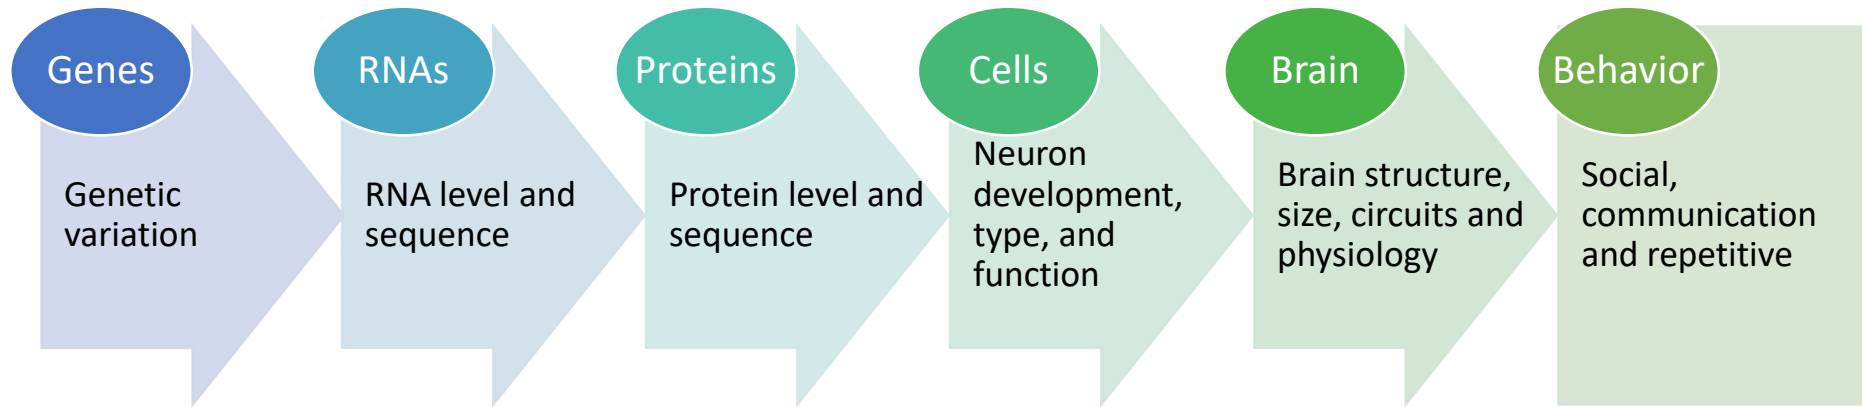 Genes
Genetic
variation
RNAs
RNA level and
sequence
Proteins
Protein level and
sequence
Cells
Neuron
development,
type, and
function
Brain
Brain structure,
size, circuits and
physiology
Behavior
Social,
communication
and repetitive